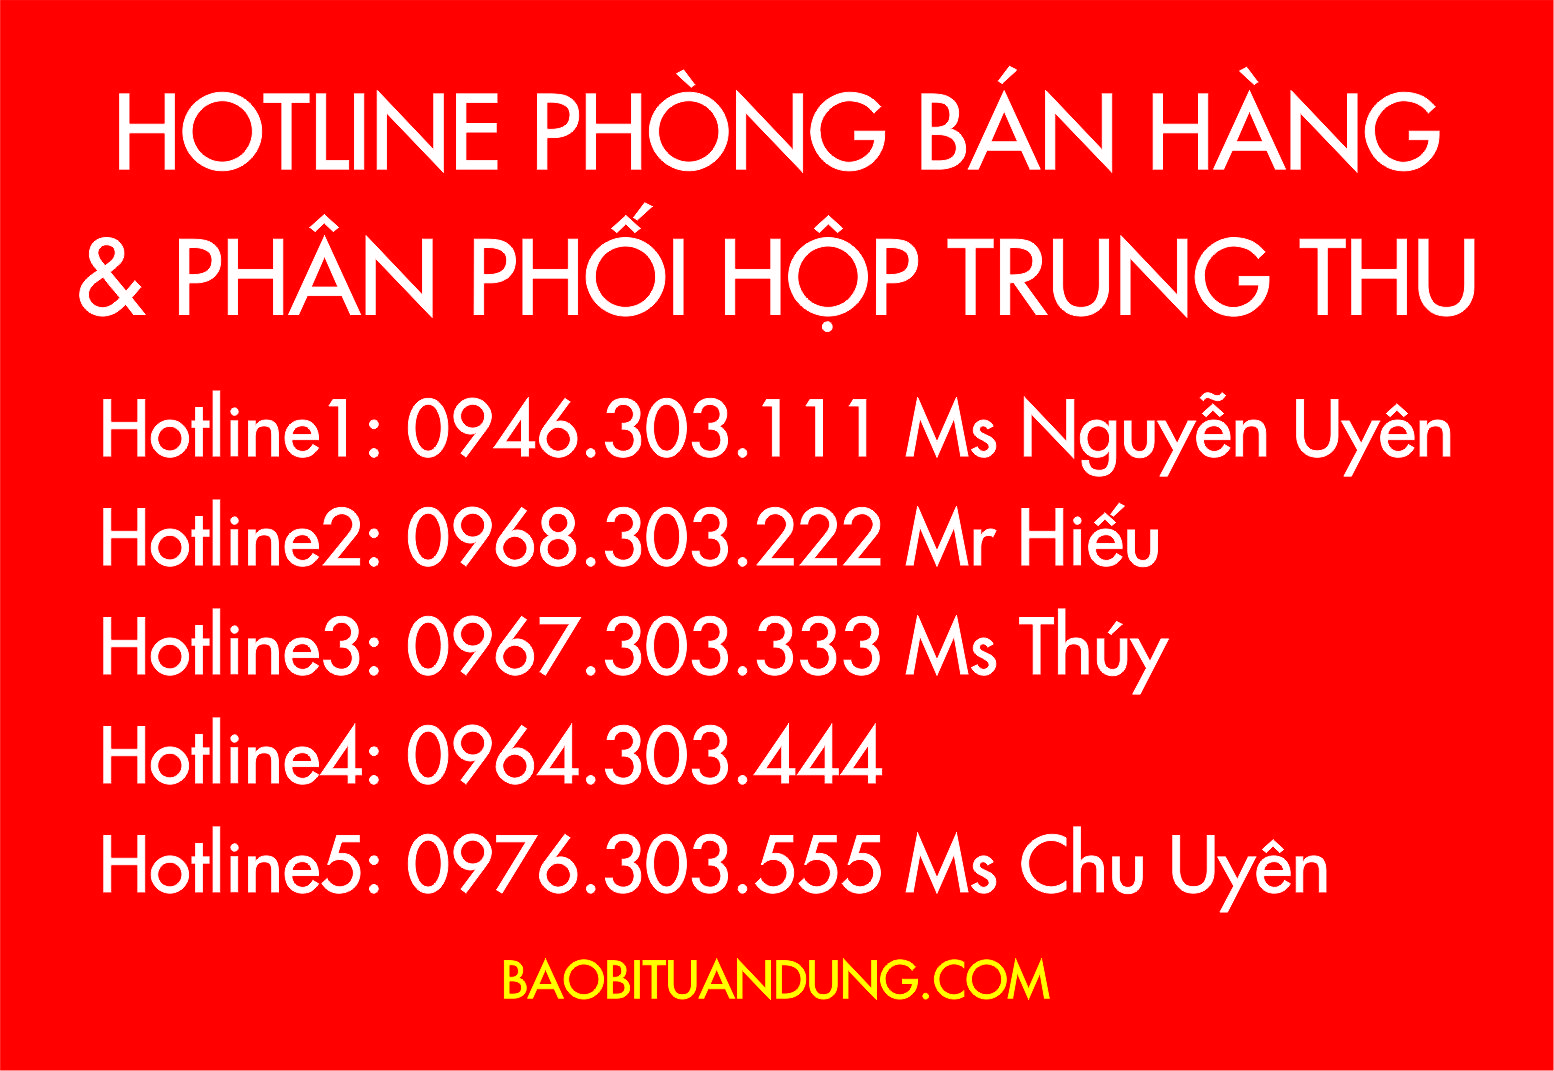 HOTLINE PHÒNG BÁN HÀNG
& PHÂN PHỐI HỘP TRUNG THU
Hotline1: 0946.303.111 Ms Nguyễn Uyên
Hotline2: 0968.303.222 Mr Hiếu
Hotline3: 0967.303.333 Ms Thúy
Hotline4: 0964.303.444
Hotline5: 0976.303.555 Ms Chu Uyên
BAOBITUANDUNG.COM